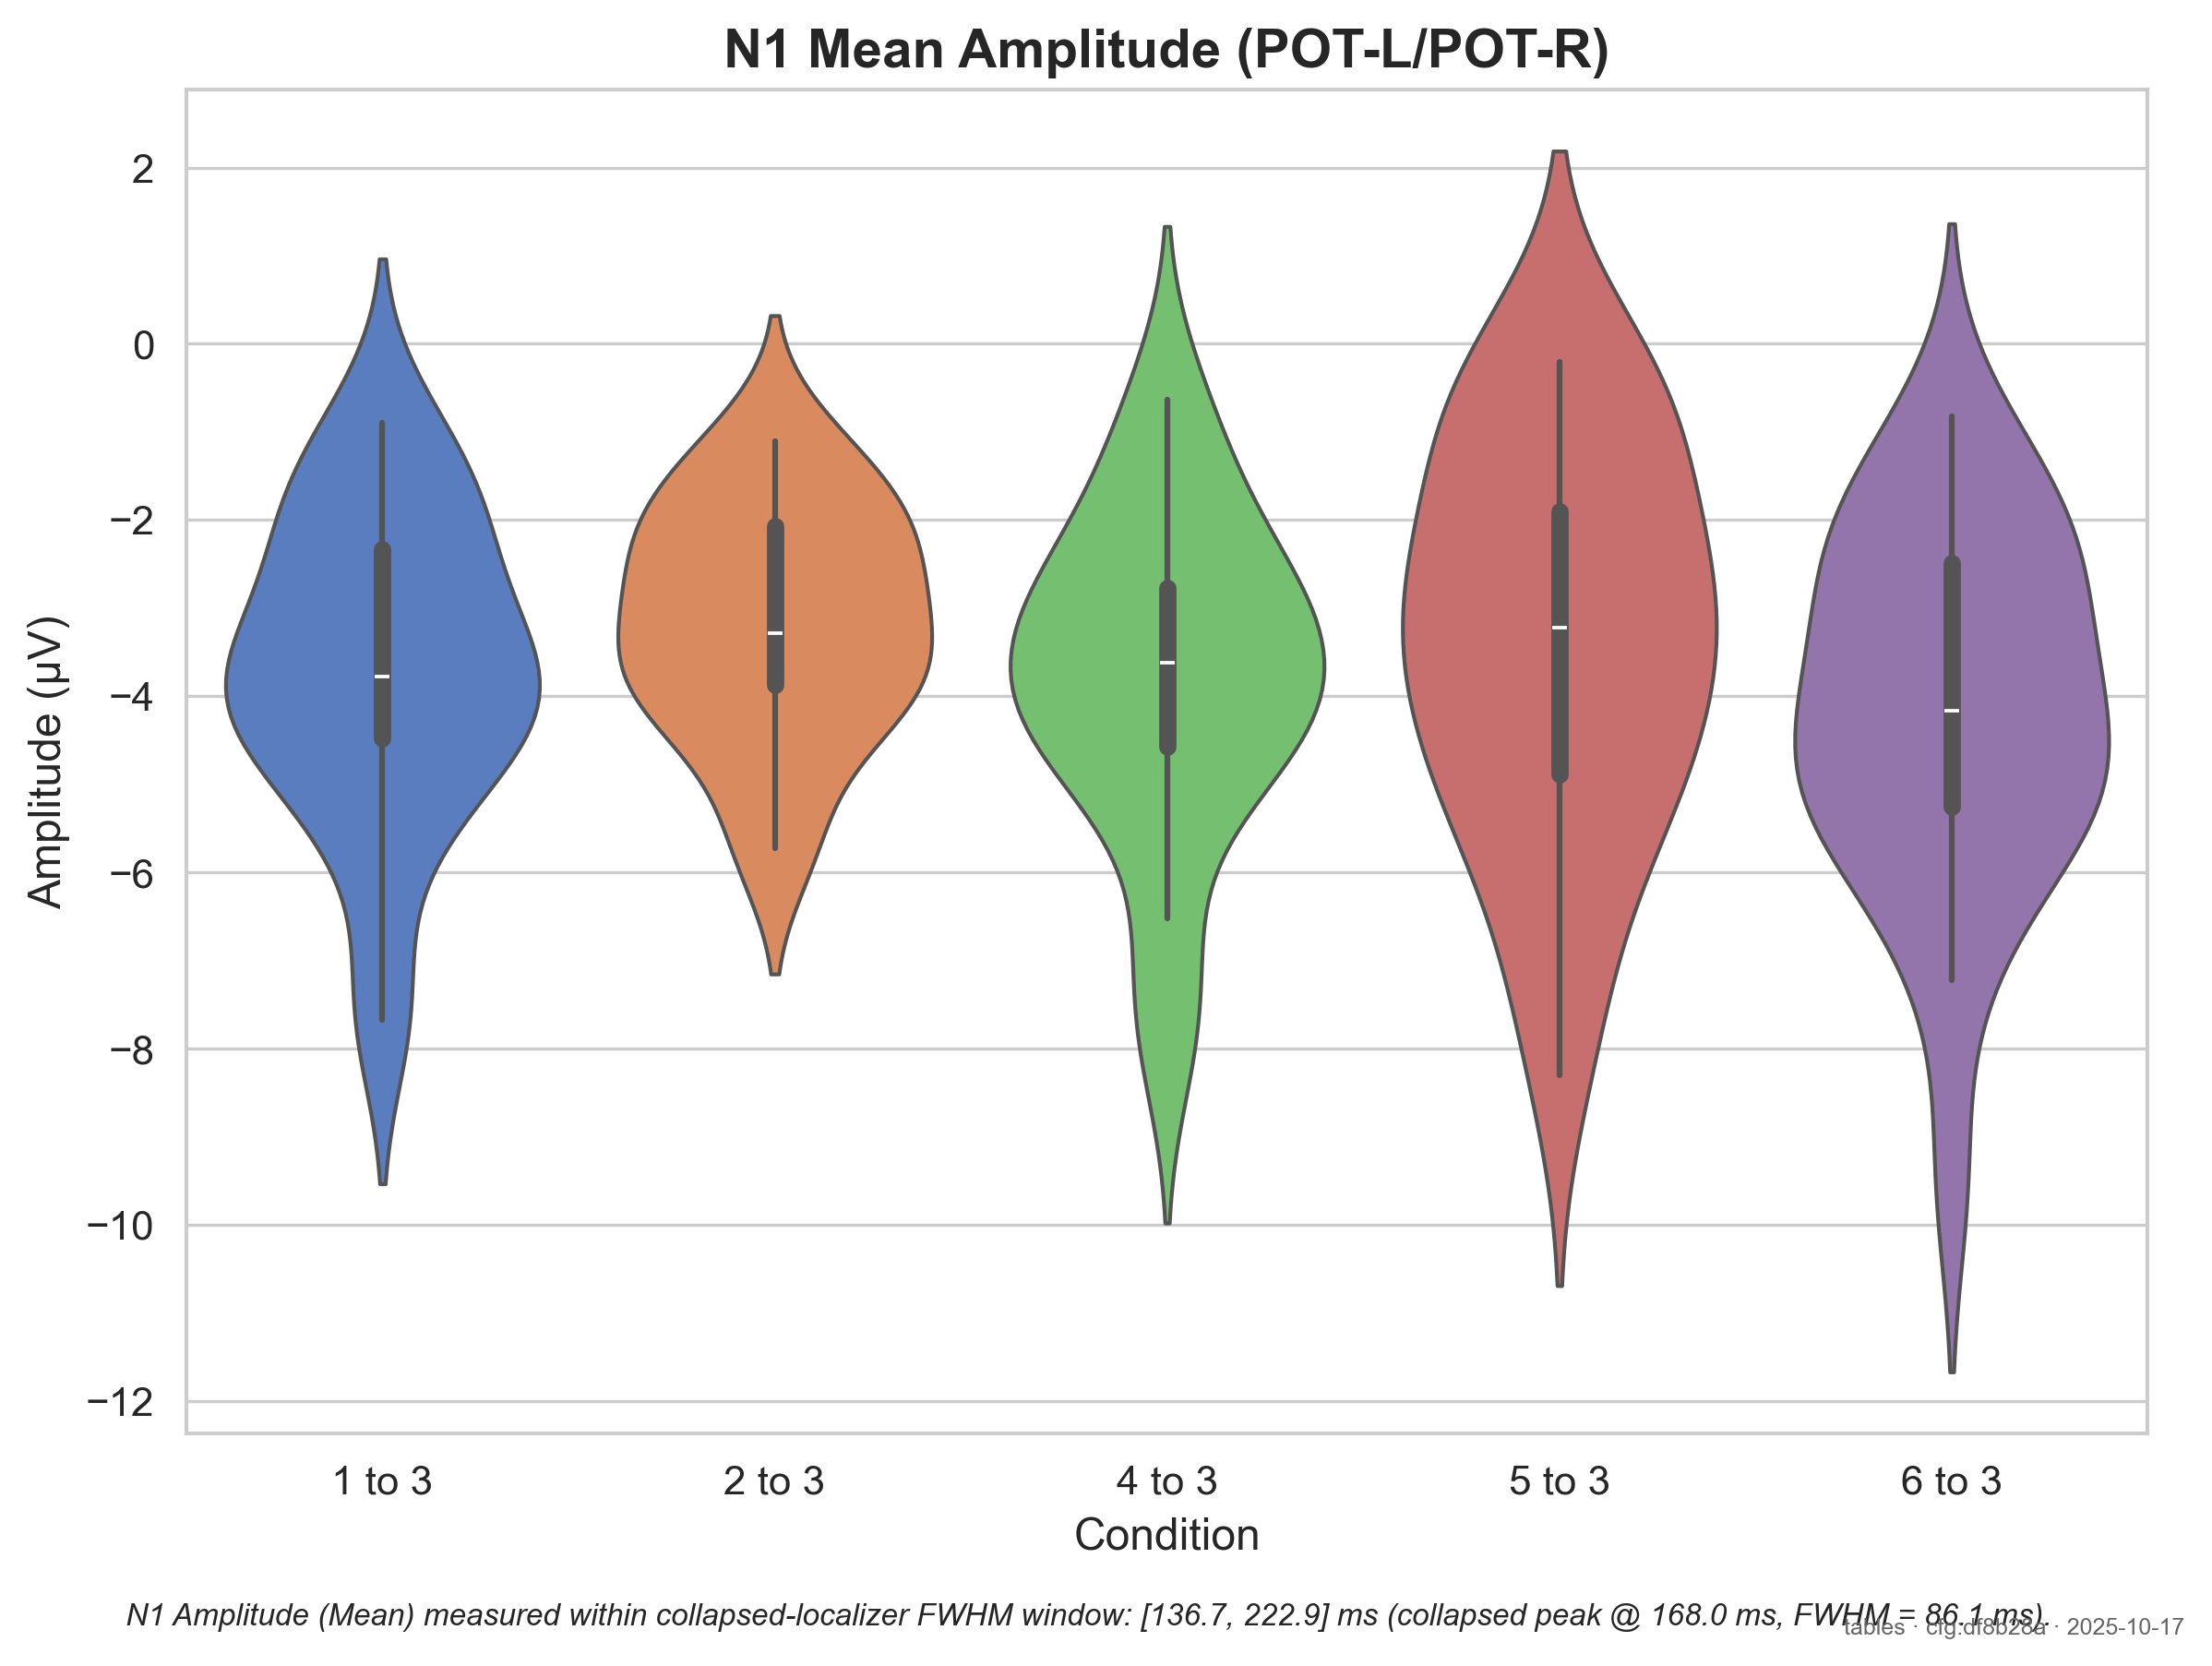 N1 Mean Amplitude (POT-L/POT-R)
Amplitude (µV)
2
0
−2
−4
−6
−8
−10
−12
1 to 3 2 to 3 4 to 3 5 to 3 6 to 3
Condition
N1 Amplitude (Mean) measured within collapsed-localizer FWHM window: [136.7, 222.9] ms (collapsed peak @ 168.0 ms, FWHM = 86.1 ms).
tables · cfg:df8b28a · 2025-10-17